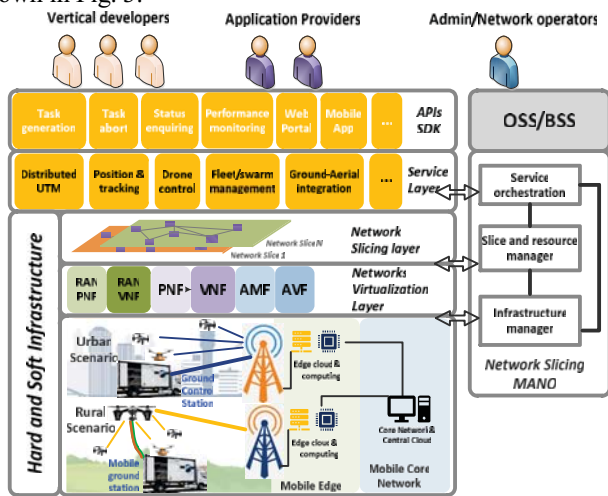 own in Fig. 3.
Vertical developers
Application Providers
Admin/Network operators
Task generation
Task abort
Status enquiring
Performance monitoring
Web Portal
Mobile App
...
APIs SDK
OSS/BSS
Distributed UTM
Position & tracking
Drone control
Fleet/swarm management
Ground-Aerial integration
...
Service Layer
Service orchestration
Hard and Soft Infrastructure
Network Slice N
Network Slice 1
Network Slicing layer
Slice and resource manager
RAN PNF
RAN VNF
PNF
VNF
AMF
AVF
Networks Virtualization Layer
Infrastructure manager
Network Slicing MANO
Urban Scenario
Ground Control Station
Edge cloud & computing
Rural Scenario
Mobile ground station
Edge cloud & computing
Core Network & Central Cloud
Mobile Edge
Mobile Core Network